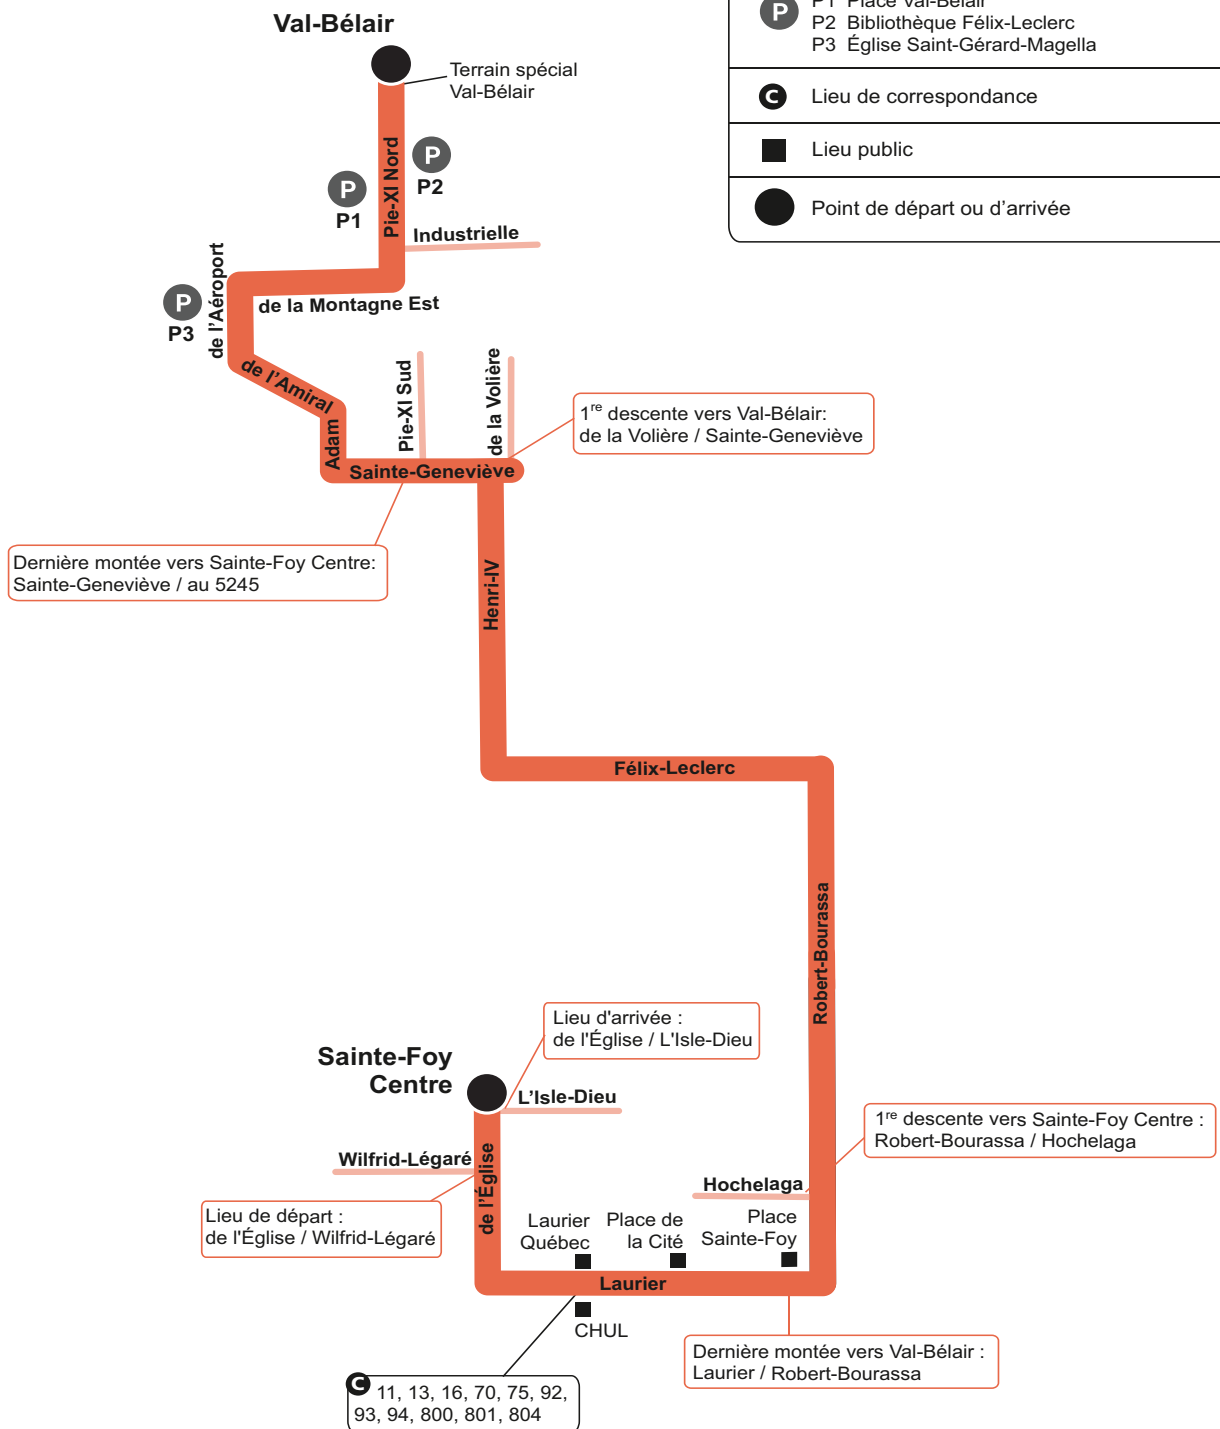 Val-Bélair
Terrain spécial
Val-Bélair
P P1 Place Val-Bélair
P2 Bibliothèque Félix-Leclerc
P3 Église Saint-Gérard-Magella
C Lieu de correspondance
Lieu public
Point de départ ou d'arrivée
Pie-XI Nord
P
P2
P
P1
Industrielle
de l'Aéroport
P
P3
de la Montagne Est
de l'Amiral
Adam
Pie-XI Sud
de la Volière
1re descente vers Val-Bélair:
de la Volière / Sainte-Geneviève
Sainte-Geneviève
Dernière montée vers Sainte-Foy Centre:
Sainte-Geneviève / au 5245
Henri-IV
Félix-Leclerc
Robert-Bourassa
Lieu d'arrivée :
de l'Église / L'Isle-Dieu
Sainte-Foy
Centre
L'Isle-Dieu
1re descente vers Sainte-Foy Centre :
Robert-Bourassa / Hochelaga
Wilfrid-Légaré
de l'Église
Hochelaga
Lieu de départ :
de l'Église / Wilfrid-Légaré
Laurier
Québec
Place de
la Cité
Place
Sainte-Foy
Laurier
CHUL
Dernière montée vers Val-Bélair :
Laurier / Robert-Bourassa
C 11, 13, 16, 70, 75, 92,
93, 94, 800, 801, 804